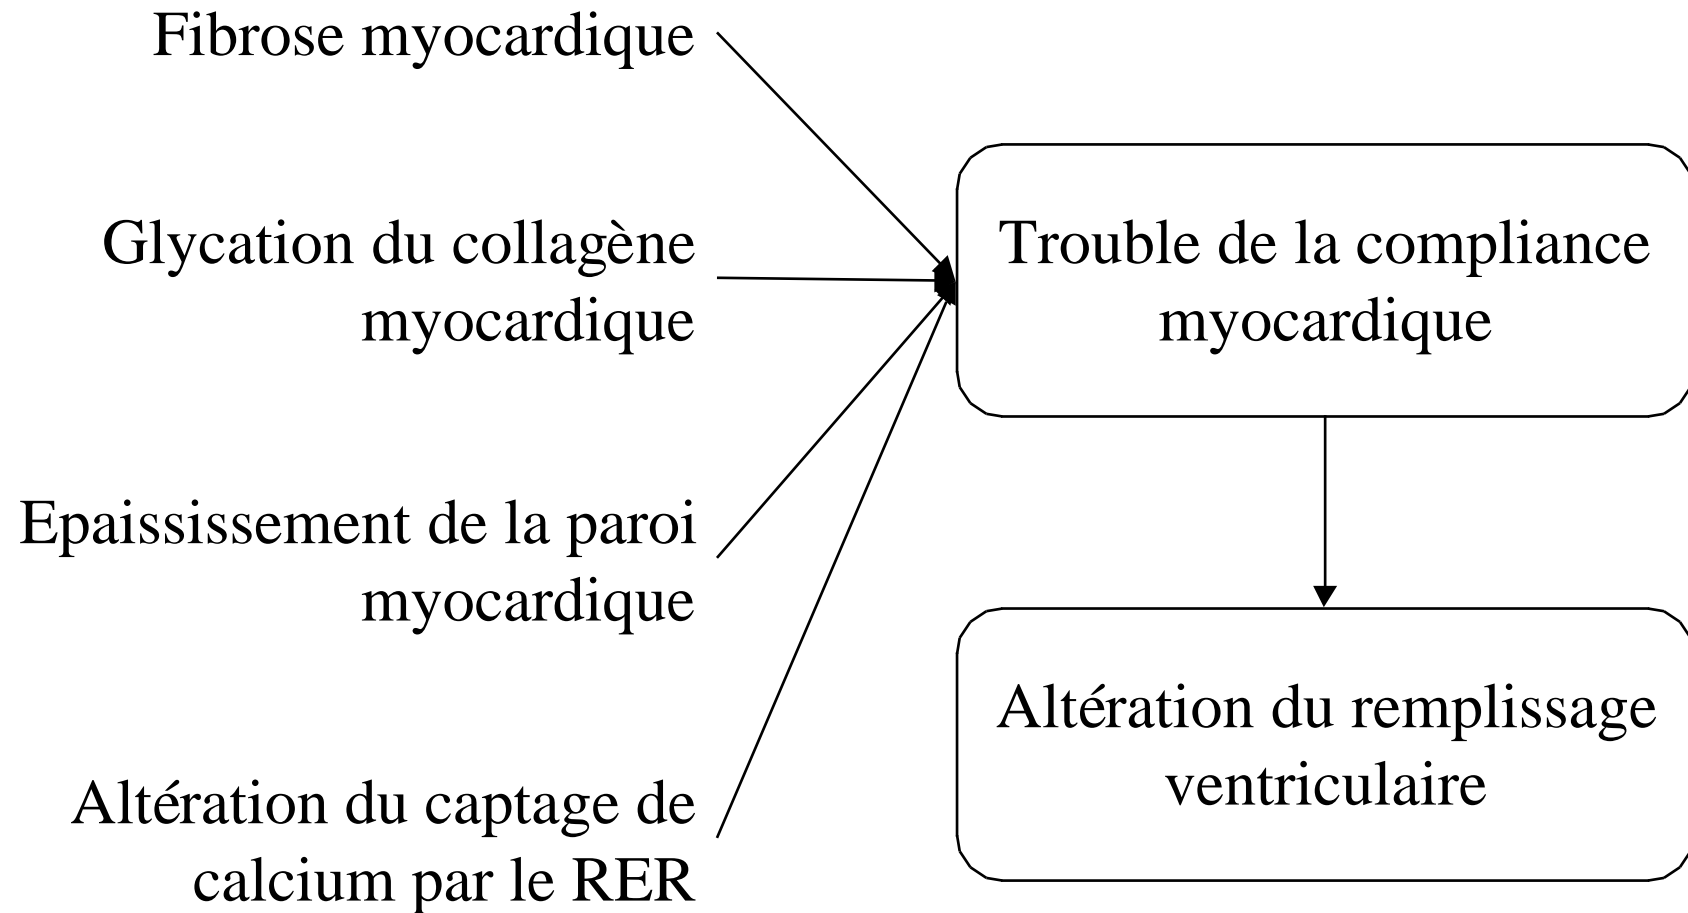 Fibrose myocardique
Glycation du collagène
myocardique
Epaississement de la paroi
myocardique
Altération du captage de
calcium par le RER
Trouble de la compliance
myocardique
Altération du remplissage
ventriculaire